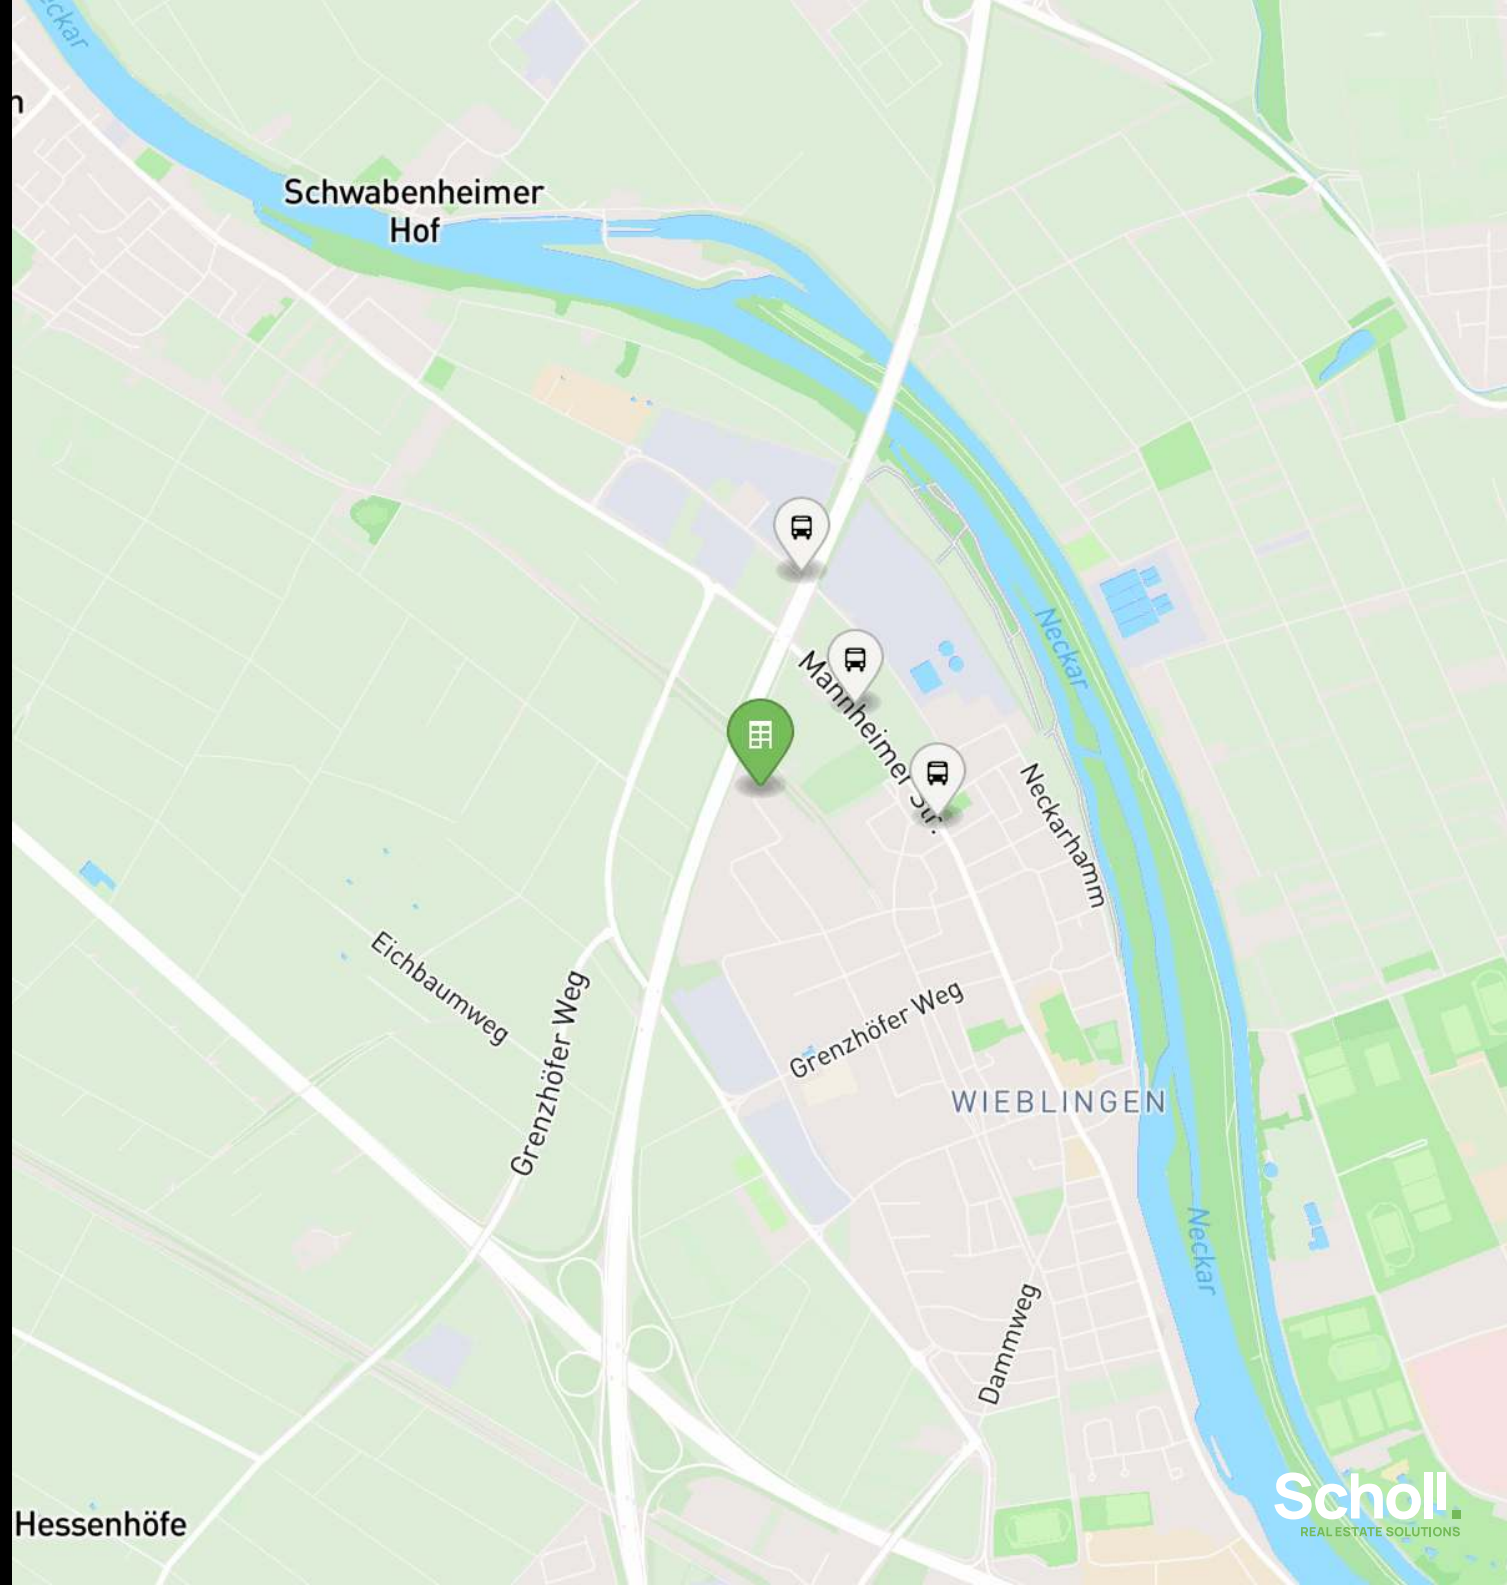 Neckar
n
Schwabenheimer
Hof
Neckar
Mannheimer Str.
Neckarhamm
Eichbaumweg
Grenzhöfer Weg
Grenzhöfer Weg
WIEBLINGEN
Neckar
Dammweg
Hessenhöfe
Scholl.
REAL ESTATE SOLUTIONS